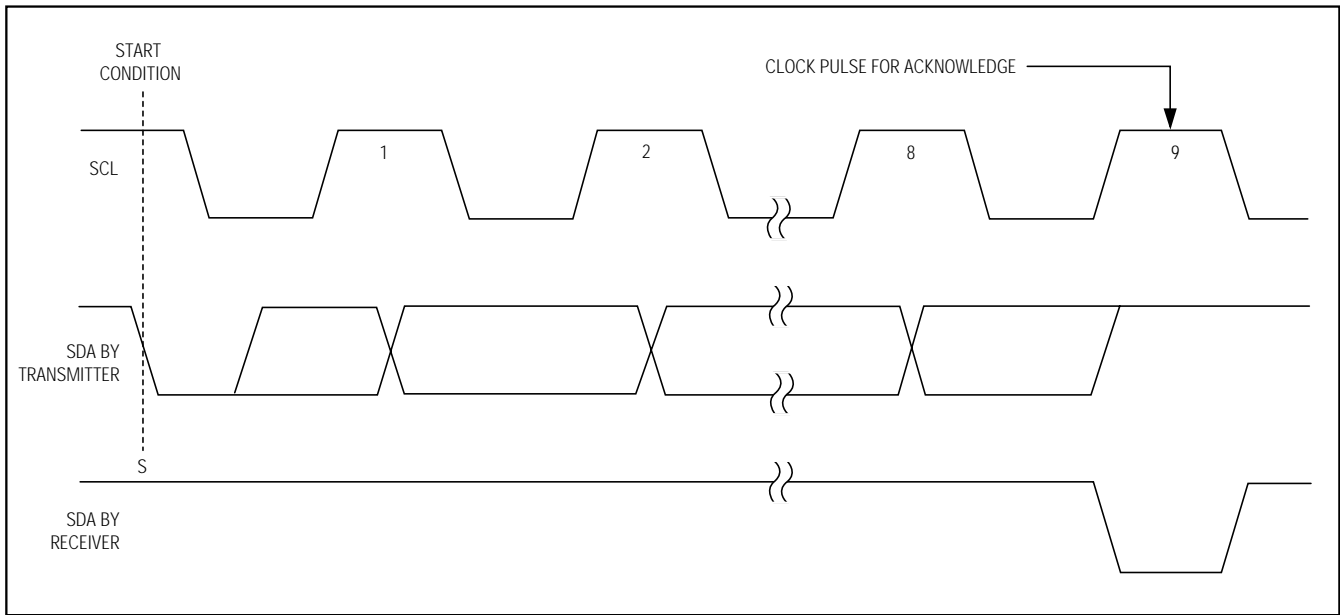 START
CONDITION
CLOCK PULSE FOR ACKNOWLEDGE
SCL
1
2
8
9
SDA BY
TRANSMITTER
S
SDA BY
RECEIVER